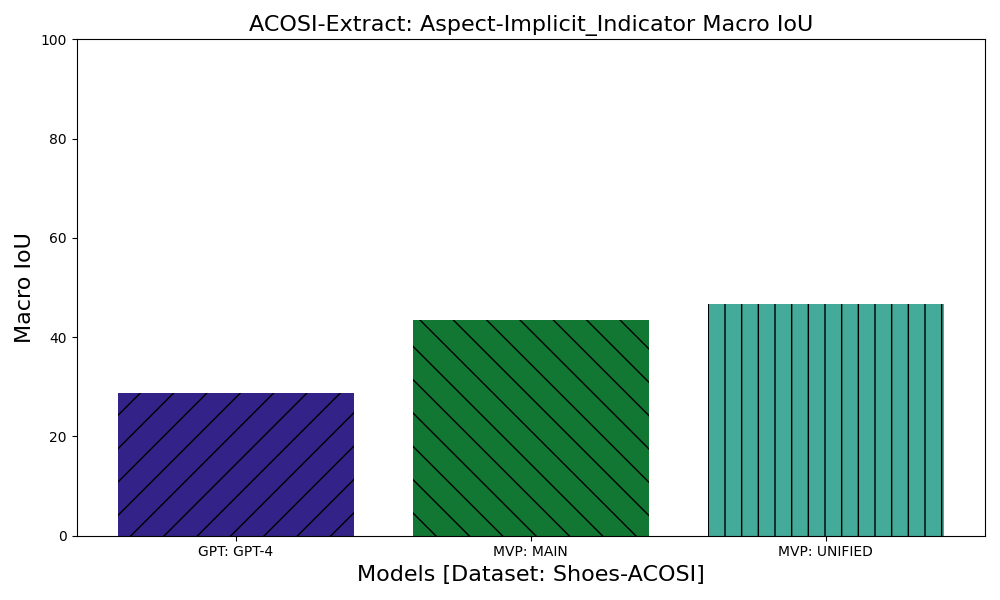 ACOSI-Extract: Aspect-Implicit_Indicator Macro IoU
100
80
60
40
20
0
Macro IoU
GPT: GPT-4
MVP: MAIN
MVP: UNIFIED
Models [Dataset: Shoes-ACOSI]